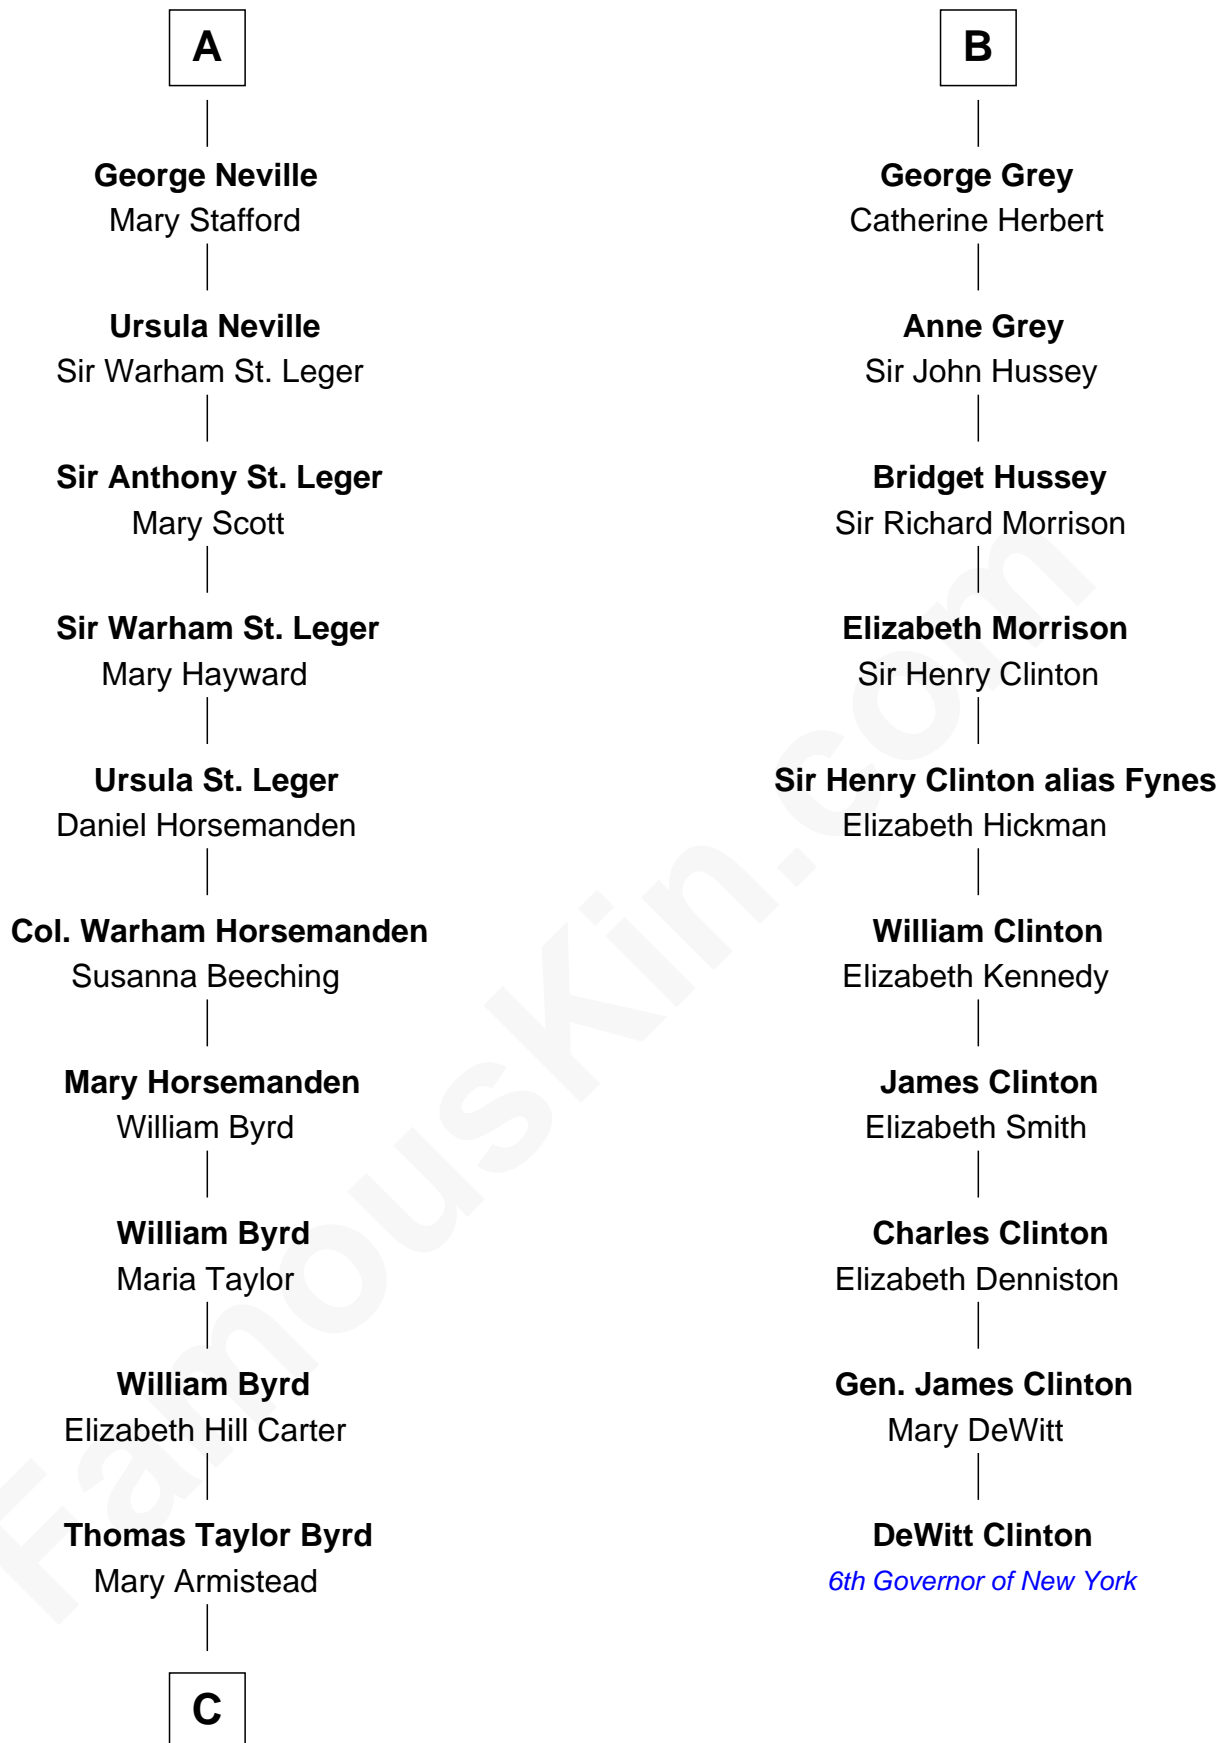 A
George Neville
Mary Stafford
Ursula Neville
Sir Warham St. Leger
Sir Anthony St. Leger
Mary Scott
Sir Warham St. Leger
Mary Hayward
Ursula St. Leger
Daniel Horsemanden
Col. Warham Horsemanden
Susanna Beeching
Mary Horsemanden
William Byrd
William Byrd
Maria Taylor
William Byrd
Elizabeth Hill Carter
Thomas Taylor Byrd
Mary Armistead
C
B
George Grey
Catherine Herbert
Anne Grey
Sir John Hussey
Bridget Hussey
Sir Richard Morrison
Elizabeth Morrison
Sir Henry Clinton
Sir Henry Clinton alias Fynes
Elizabeth Hickman
William Clinton
Elizabeth Kennedy
James Clinton
Elizabeth Smith
Charles Clinton
Elizabeth Denniston
Gen. James Clinton
Mary DeWitt
DeWitt Clinton
6th Governor of New York
FamousKin.com